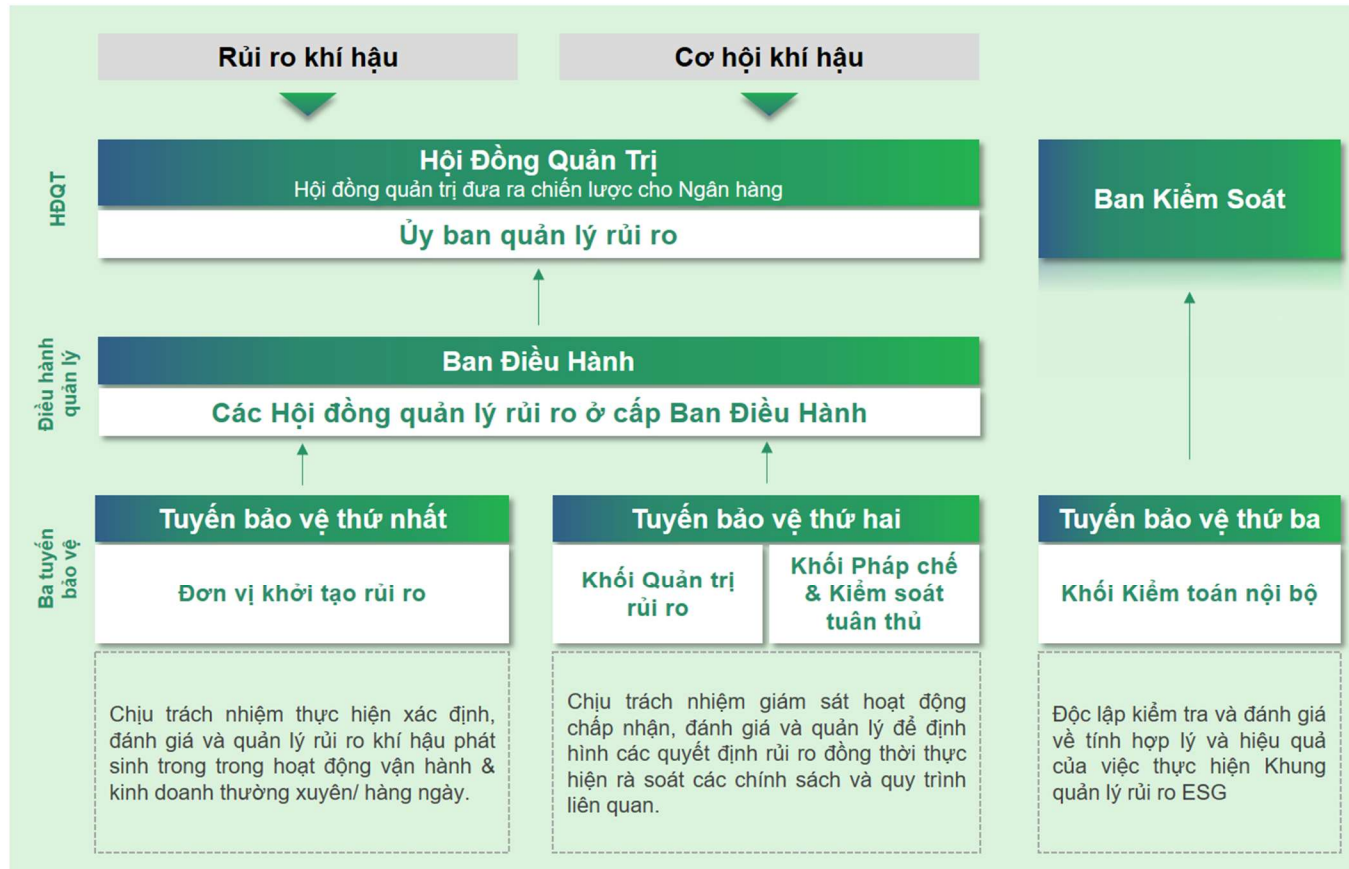 Rủi ro khí hậu
Cơ hội khí hậu
HĐQT
Hội Đồng Quản Trị
Hội đồng quản trị đưa ra chiến lược cho Ngân hàng
Ủy ban quản lý rủi ro
Ban Kiểm Soát
Điều hành
quản lý
Ban Điều Hành
Các Hội đồng quản lý rủi ro ở cấp Ban Điều Hành
Ba tuyến
bảo vệ
Tuyến bảo vệ thứ nhất
Đơn vị khởi tạo rủi ro
Chịu trách nhiệm thực hiện xác định,
đánh giá và quản lý rủi ro khí hậu phát
sinh trong trong hoạt động vận hành &
kinh doanh thường xuyên/ hàng ngày.
Tuyến bảo vệ thứ hai
Khối Quản trị
rủi ro
Khối Pháp chế
& Kiểm soát
tuân thủ
Chịu trách nhiệm giám sát hoạt động
chấp nhận, đánh giá và quản lý để định
hình các quyết định rủi ro đồng thời thực
hiện rà soát các chính sách và quy trình
liên quan.
Tuyến bảo vệ thứ ba
Khối Kiểm toán nội bộ
Độc lập kiểm tra và đánh giá
về tính hợp lý và hiệu quả
của việc thực hiện Khung
quản lý rủi ro ESG